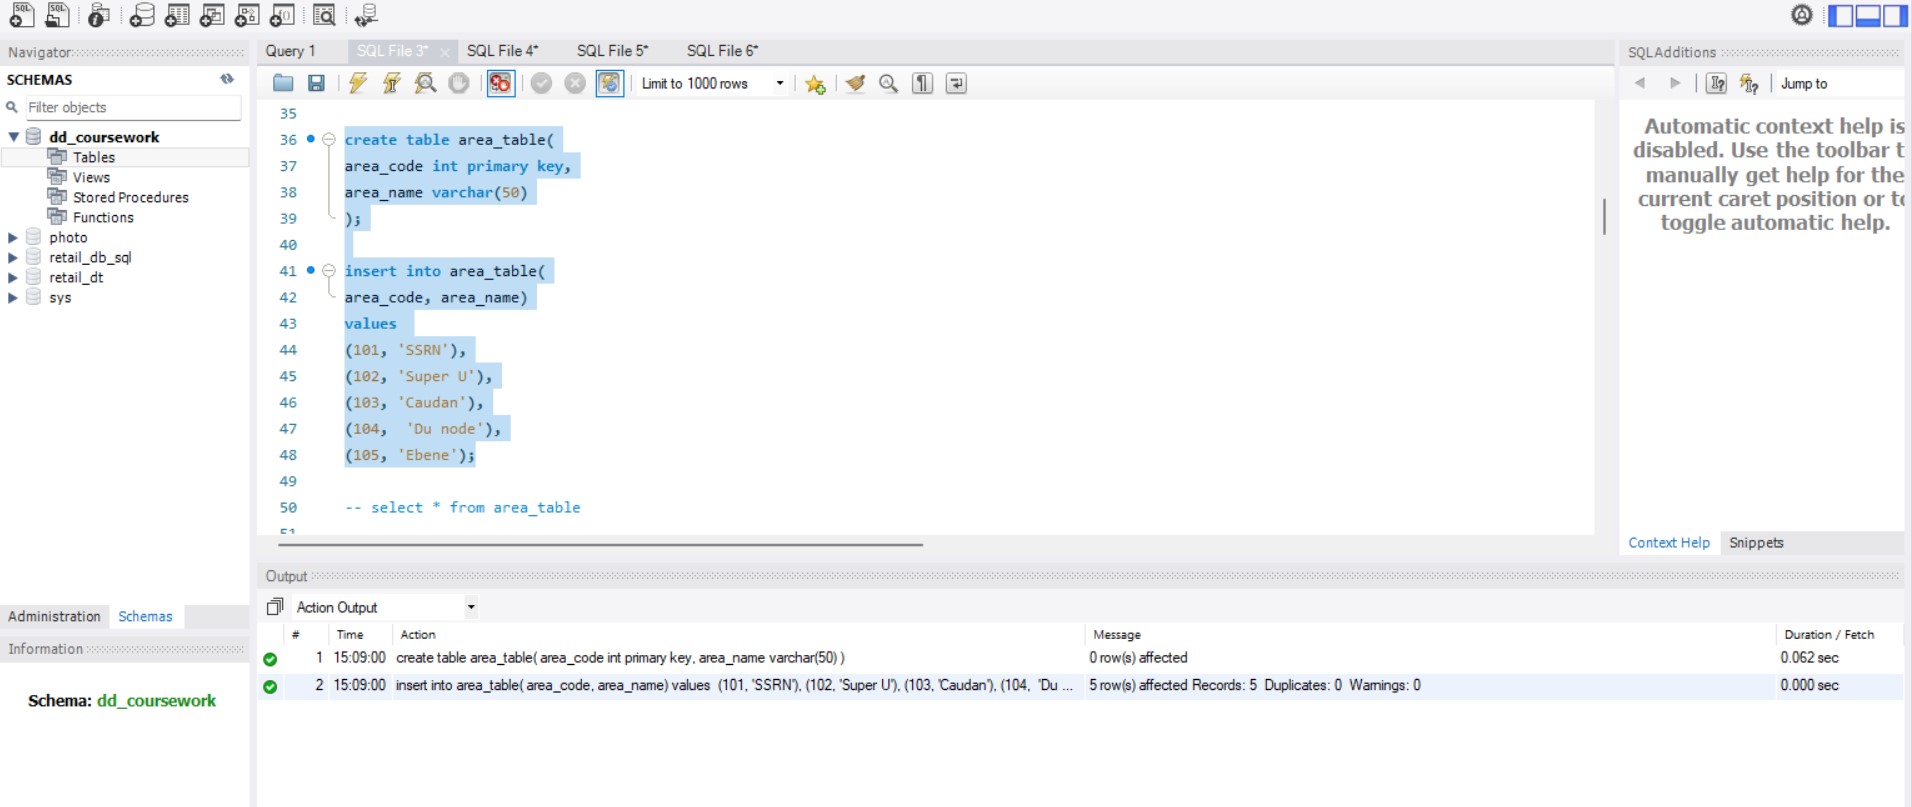 Navigator
SCHEMAS
Filter objects
dd_coursework
Tables
Views
Stored Procedures
Functions
photo
retail_db_sql
retail_dt
sys
Administration Schemas
Information
Schema: dd_coursework
Query 1 SQL File 3* SQL File 4* SQL File 5* SQL File 6*
Limit to 1000 rows
35
36 create table area_table(
37 area_code int primary key,
38 area_name varchar(50)
39 );
40
41 insert into area_table(
42 area_code, area_name)
43 values
44 (101, 'SSRN'),
45 (102, 'Super U'),
46 (103, 'Caudan'),
47 (104,  'Du node'),
48 (105, 'Ebene');
49
50 -- select * from area_table
51
SQLAdditions
Jump to
Automatic context help is
disabled. Use the toolbar t
manually get help for the
current caret position or to
toggle automatic help.
Context Help Snippets
Output
Action Output
# Time Action Message Duration / Fetch
1 15:09:00 create table area_table( area_code int primary key, area_name varchar(50) ) 0 row(s) affected 0.062 sec
2 15:09:00 insert into area_table( area_code, area_name) values  (101, 'SSRN'), (102, 'Super U'), (103, 'Caudan'), (104,  'Du ... 5 row(s) affected Records: 5  Duplicates: 0  Warnings: 0 0.000 sec